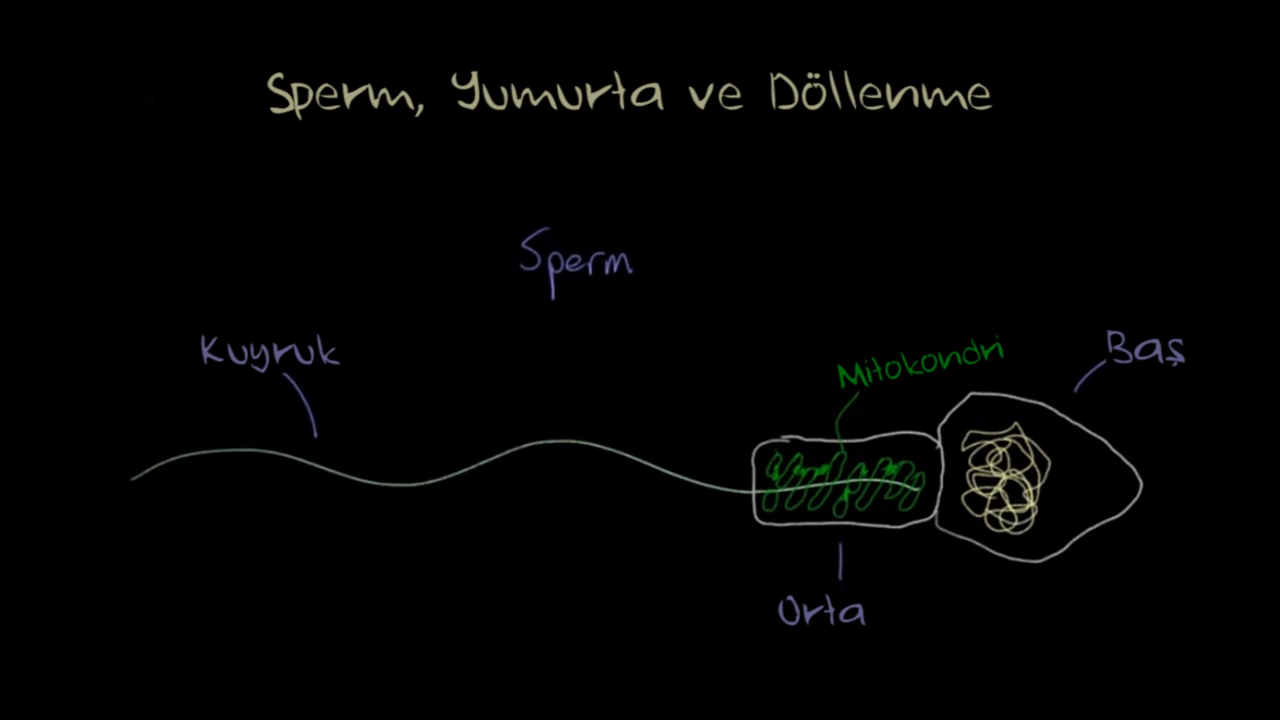 Sperm, Yumurta ve Döllenme
Sperm
Kuyruk
Mitokondri
Baş
Orta